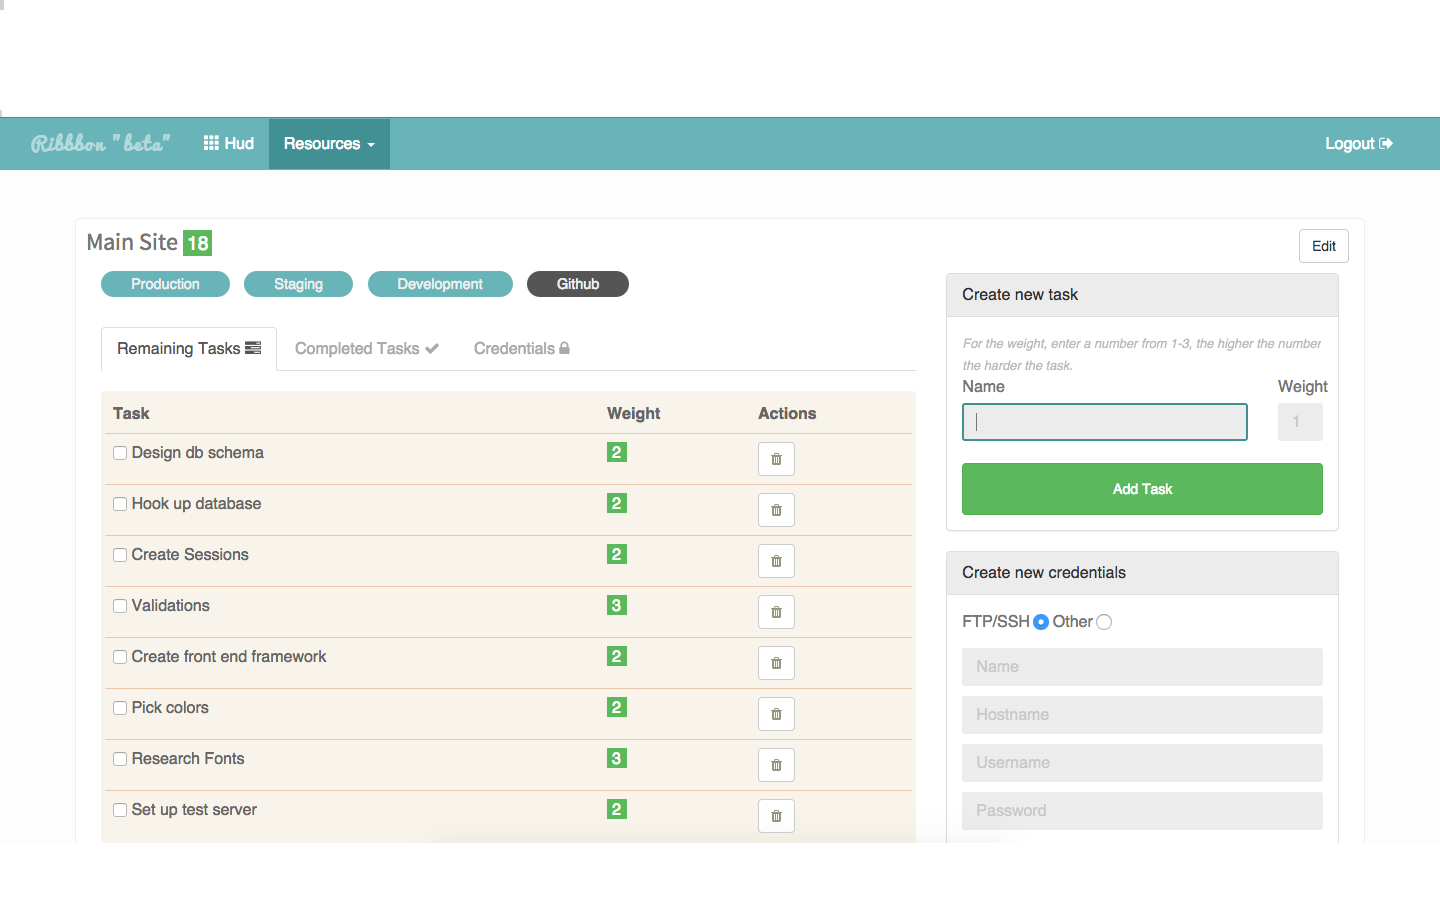 Ribbbon "beta" Hud Resources Logout
Main Site 18
Edit
Production Staging Development Github
Remaining Tasks Completed Tasks Credentials
Task Weight Actions
Design db schema 2
Hook up database 2
Create Sessions 2
Validations 3
Create front end framework 2
Pick colors 2
Research Fonts 3
Set up test server 2
Create new task
For the weight, enter a number from 1-3, the higher the number
the harder the task.
Name Weight
1
Add Task
Create new credentials
FTP/SSH Other
Name
Hostname
Username
Password